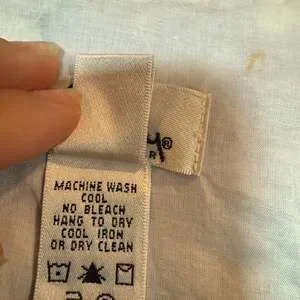 R
MACHINE WASH
COOL
NO BLEACH
HANG TO DRY
COOL IRON
OR DRY CLEAN